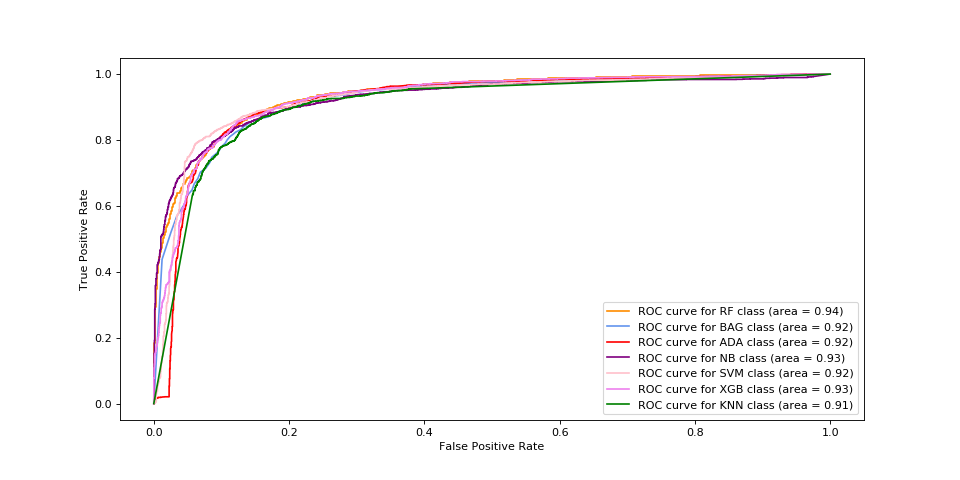 1.0
0.8
0.6
0.4
0.2
0.0
True Positive Rate
0.0 0.2 0.4 0.6 0.8 1.0
False Positive Rate
ROC curve for RF class (area = 0.94)
ROC curve for BAG class (area = 0.92)
ROC curve for ADA class (area = 0.92)
ROC curve for NB class (area = 0.93)
ROC curve for SVM class (area = 0.92)
ROC curve for XGB class (area = 0.93)
ROC curve for KNN class (area = 0.91)